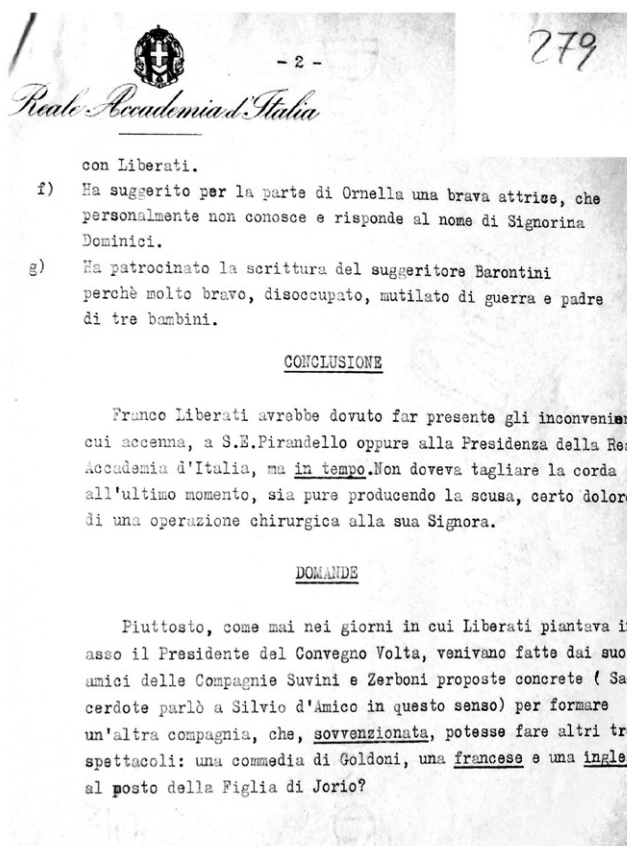 - 2 -
279
Reale Accademia d'Italia
con Liberati.
f) Ha suggerito per la parte di Ornella una brava attrice, che
personalmente non conosce e risponde al nome di Signorina
Dominici.
g) Ha patrocinato la scrittura del suggeritore Barontini
perchè molto bravo, disoccupato, mutilato di guerra e padre
di tre bambini.
CONCLUSIONE
Franco Liberati avrebbe dovuto far presente gli inconvenien
cui accenna, a S.E.Pirandello oppure alla Presidenza della Rea
Accademia d'Italia, ma in tempo.Non doveva tagliare la corda
all'ultimo momento, sia pure producendo la scusa, certo dolor
di una operazione chirurgica alla sua Signora.
DOMANDE
Piuttosto, come mai nei giorni in cui Liberati piantava i
asso il Presidente del Convegno Volta, venivano fatte dai suo
amici delle Compagnie Suvini e Zerboni proposte concrete ( Sa
cerdote parlò a Silvio d'Amico in questo senso) per formare
un'altra compagnia, che, sovvenzionata, potesse fare altri tr
spettacoli: una commedia di Goldoni, una francese e una ingle
al posto della Figlia di Jorio?